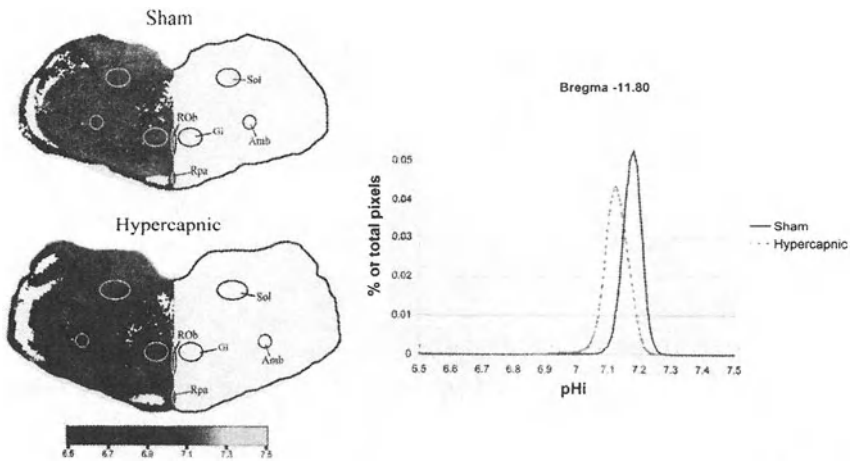 Sham
Sol
ROb
Gi
Amb
Rpa
Hypercapnic
Sol
ROb
Gi
Amb
Rpa
6.5 6.7 6.9 7.1 7.3 7.5
Bregma -11.80
% of total pixels
0.05
0.04
0.03
0.02
0.01
0
6.5 6.6 6.7 6.8 6.9 7 7.1 7.2 7.3 7.4 7.5
pHi
Sham
Hypercapnic